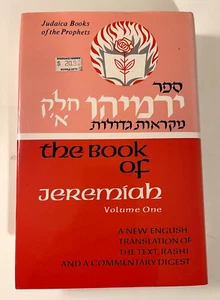 Judaica Books
of the Prophets
ספר
ירמיהו חלק
א'
מקראות גדולות
the Book
of
Jeremiah
Volume One
A NEW ENGLISH
TRANSLATION OF
THE TEXT, RASHI
AND A COMMENTARY DIGEST